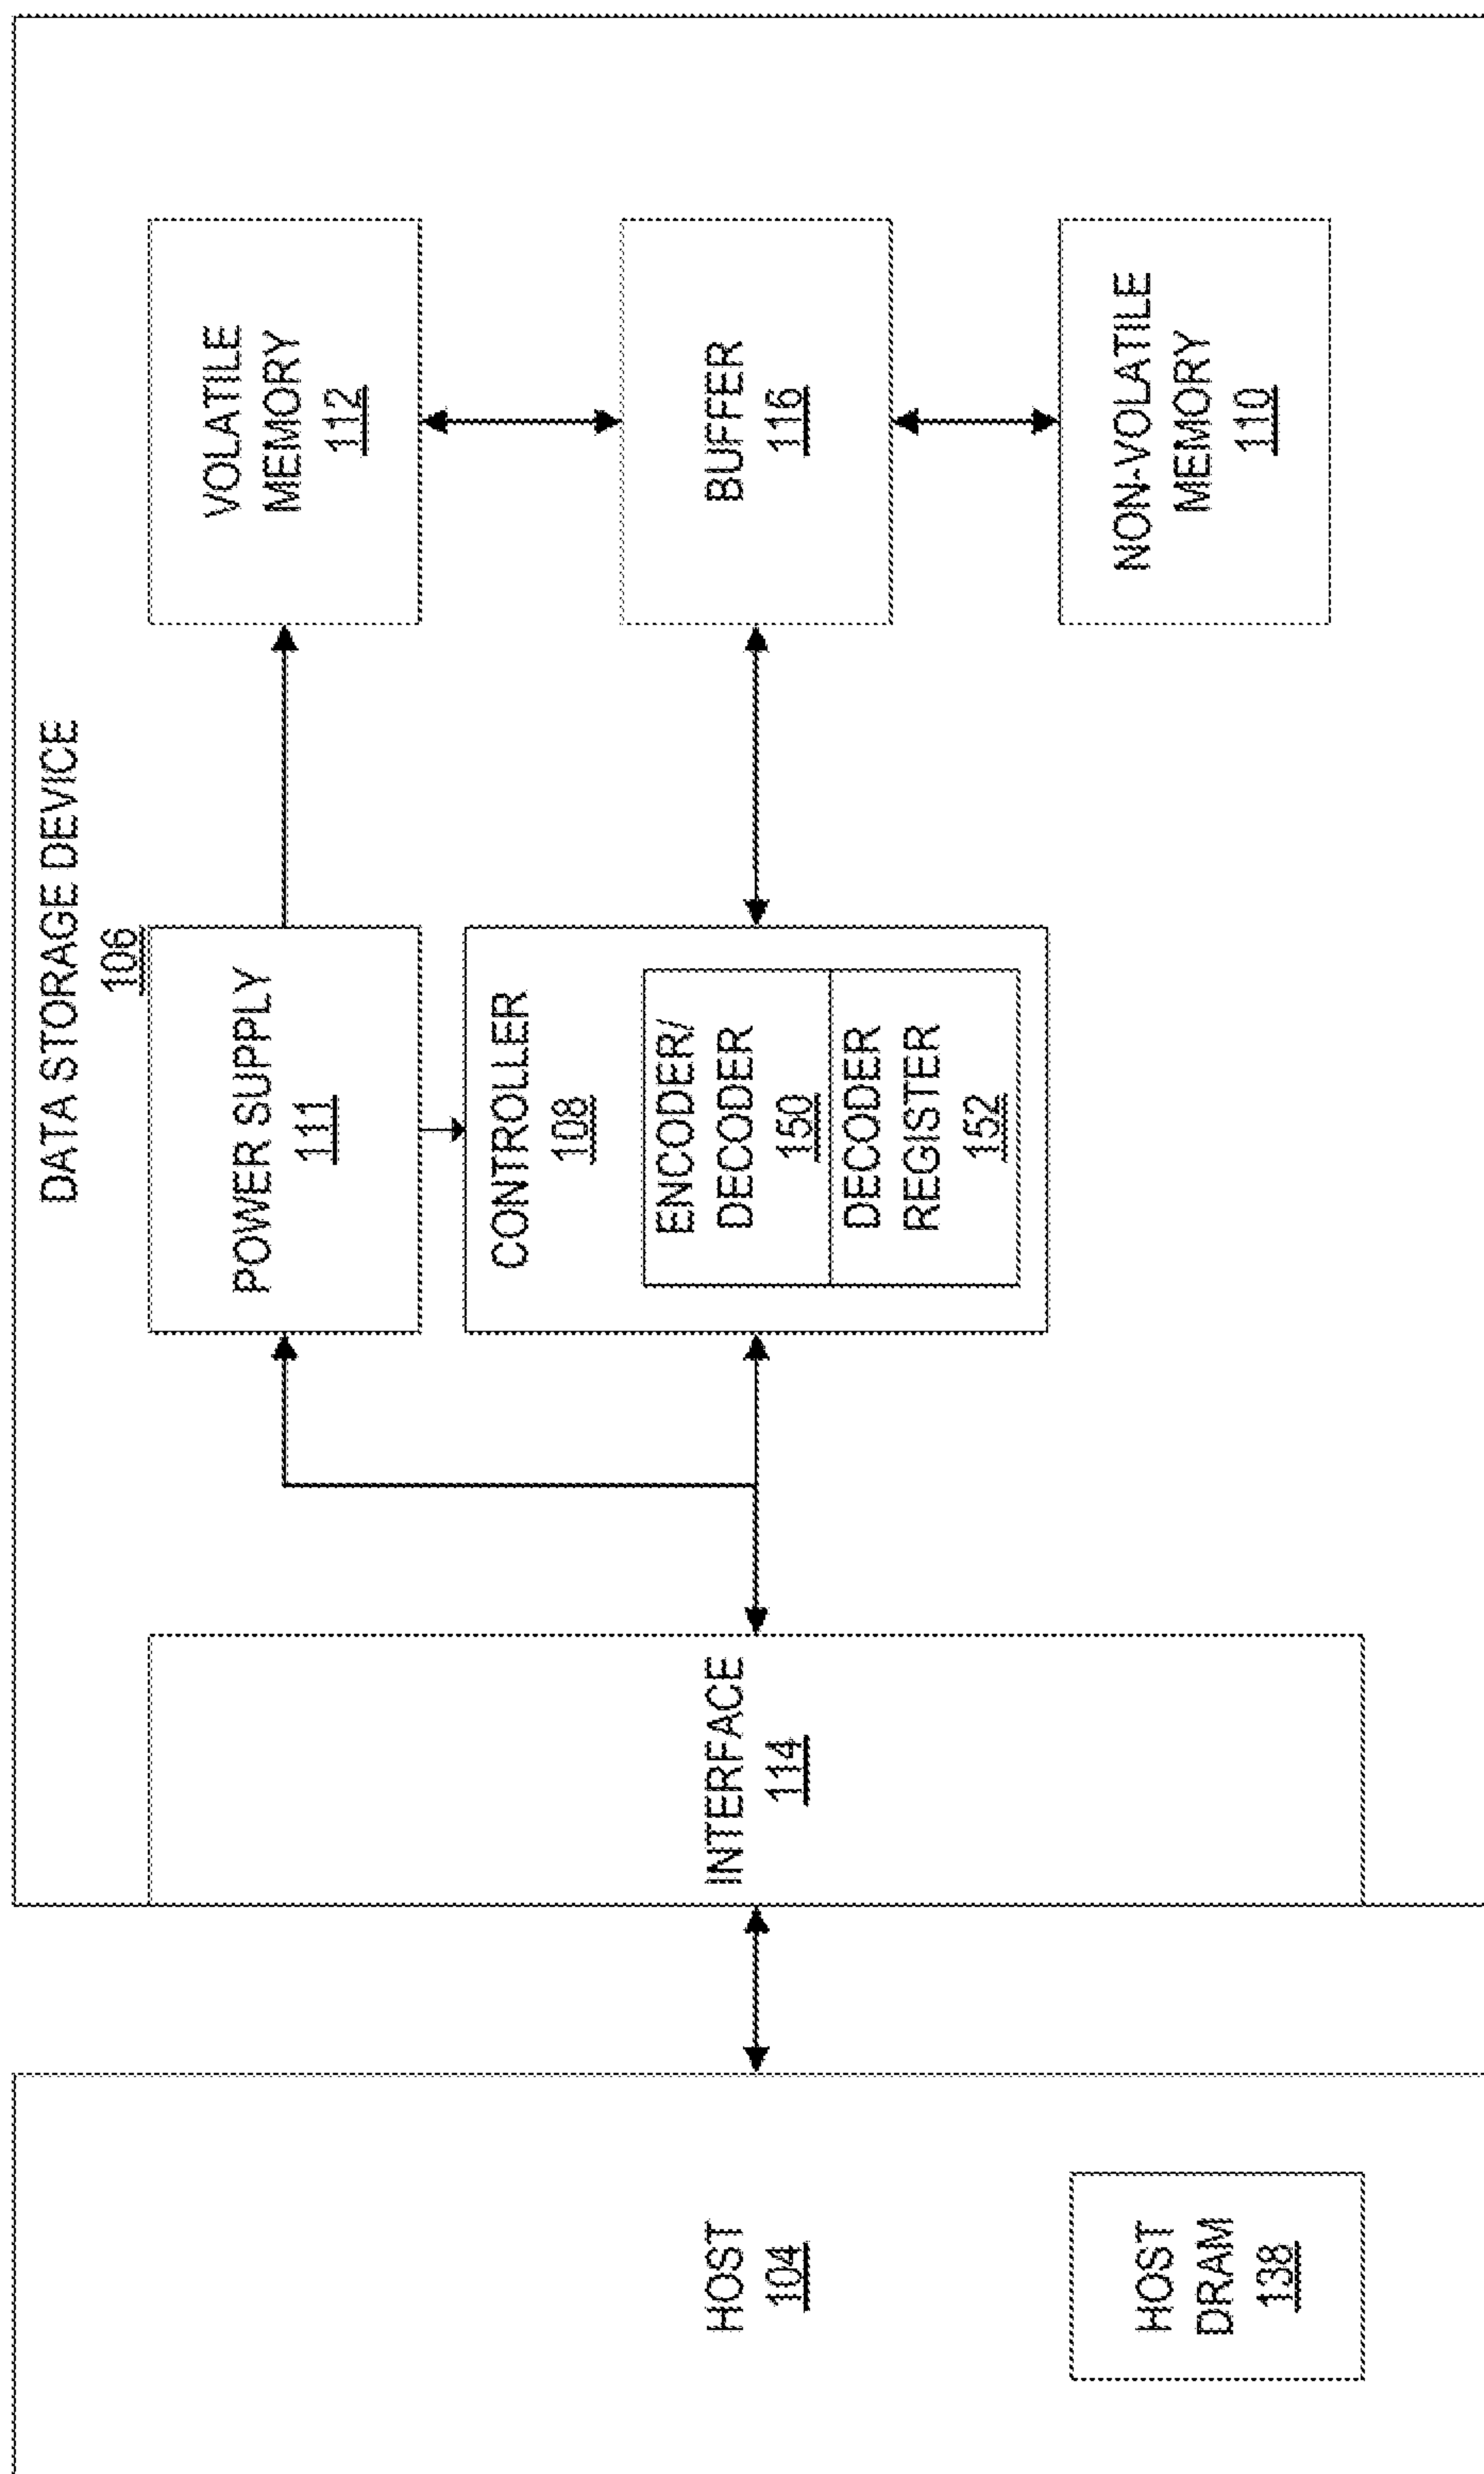 DATA STORAGE DEVICE
106
HOST
104
HOST
DRAM
138
INTERFACE
114
POWER SUPPLY
111
CONTROLLER
108
ENCODER/
DECODER
150
DECODER
REGISTER
152
VOLATILE
MEMORY
112
BUFFER
116
NON-VOLATILE
MEMORY
110